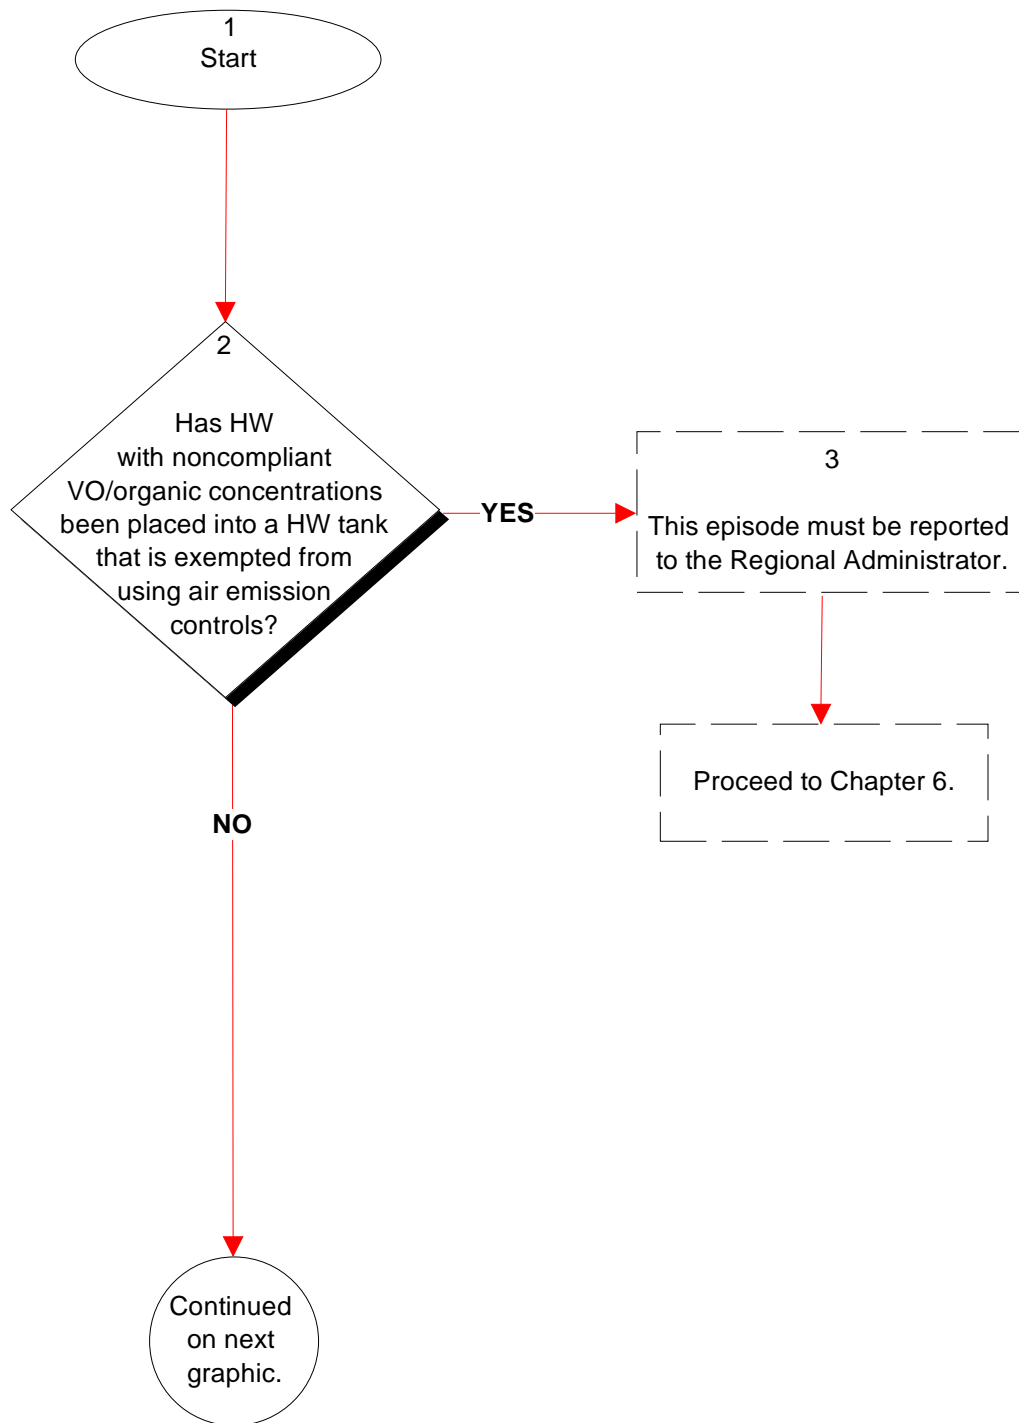 1
Start
2
Has HW
with noncompliant
VO/organic concentrations
been placed into a HW tank
that is exempted from
using air emission
controls?
YES
3
This episode must be reported
to the Regional Administrator.
Proceed to Chapter 6.
NO
Continued
on next
graphic.